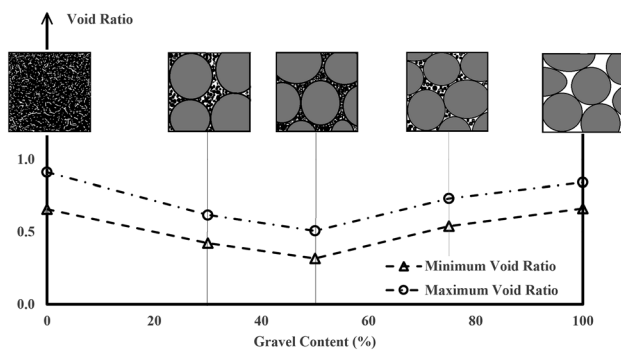 Void Ratio
1.0
0.5
0.0
Minimum Void Ratio
Maximum Void Ratio
0 20 40 60 80 100
Gravel Content (%)